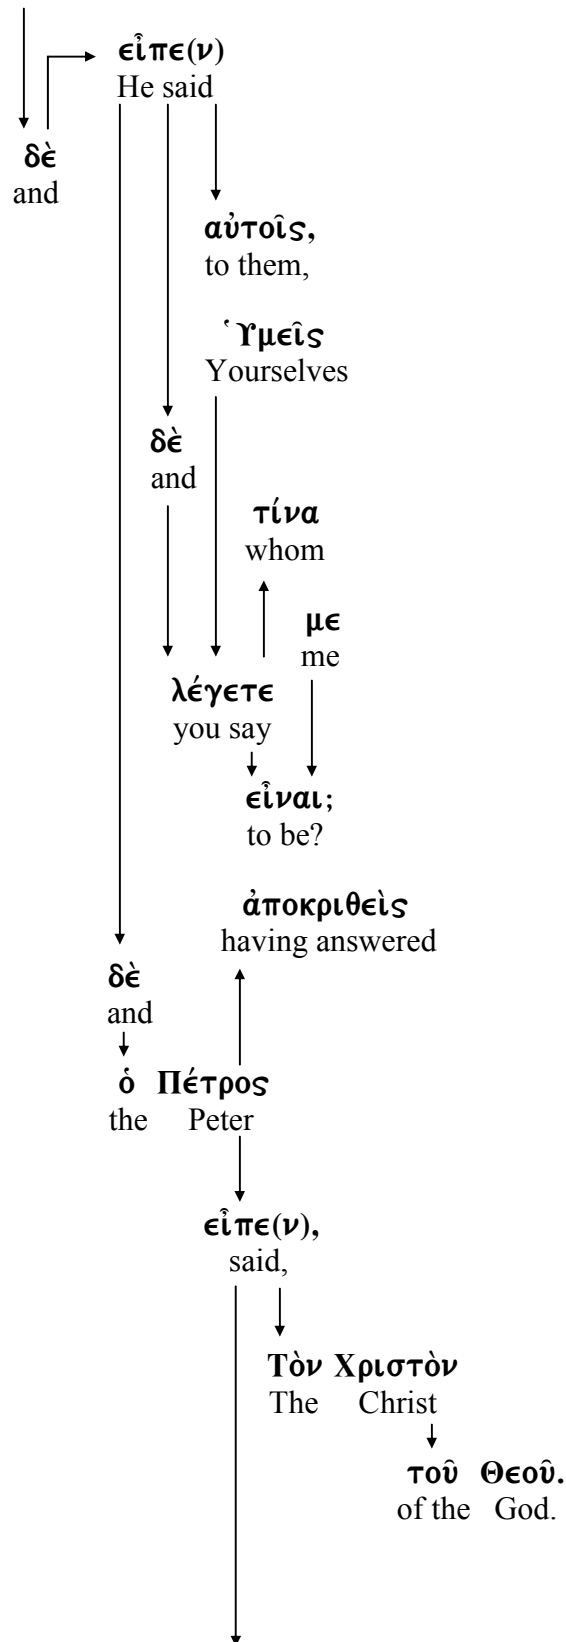 εἶπε(ν)
He said
δὲ
and
αὐτοῖς,
to them,
Ὑμεῖς
Yourselves
δὲ
and
τίνα
whom
με
me
λέγετε
you say
εἶναι;
to be?
ἀποκριθεὶς
having answered
δὲ
and
ὁ Πέτρος
the Peter
εἶπε(ν),
said,
Τὸν Χριστὸν
The Christ
τοῦ Θεοῦ.
of the God.